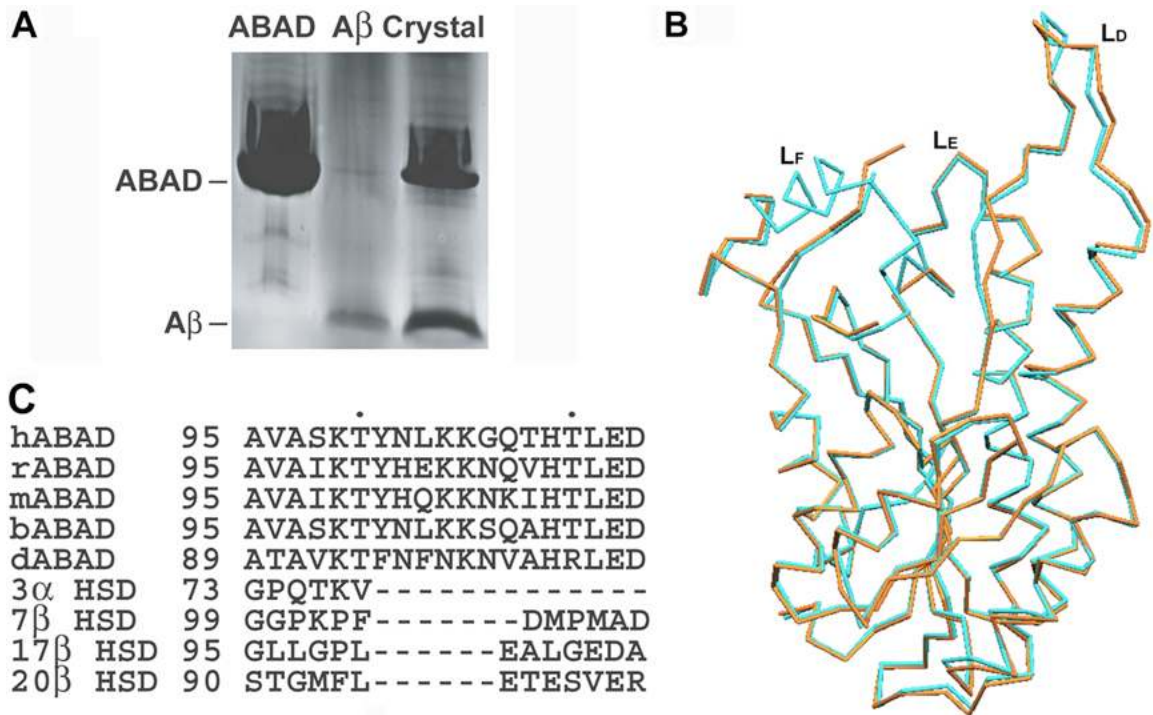 A
ABAD Aβ Crystal
ABAD –
Aβ –
B
LD
LE
LF
C
hABAD 95 AVASKTYNLKKGQTHTLED
rABAD 95 AVAIKTYHEKKNQVHTLED
mABAD 95 AVAIKTYHQKKNKIHTLED
bABAD 95 AVASKTYNLKKSQAHTLED
dABAD 89 ATAVKTFNFNKNVAHRLED
3α HSD 73 GPQTKV-------------
7β HSD 99 GGPKPF-------DMPMAD
17β HSD 95 GLLGPL------EALGEDA
20β HSD 90 STGMFL------ETESVER